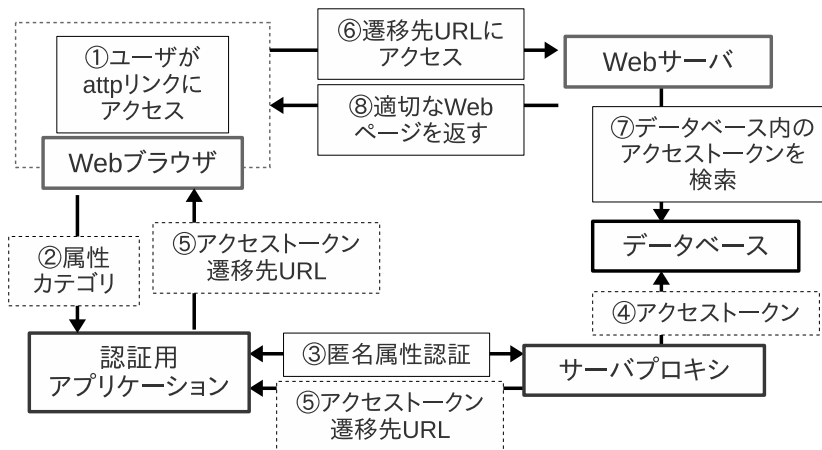 ①ユーザが
attpリンクに
アクセス
Webブラウザ
⑥遷移先URLに
アクセス
⑧適切なWeb
ページを返す
Webサーバ
⑦データベース内の
アクセストークンを
検索
データベース
②属性
カテゴリ
⑤アクセストークン
遷移先URL
④アクセストークン
認証用
アプリケーション
③匿名属性認証
サーバプロキシ
⑤アクセストークン
遷移先URL